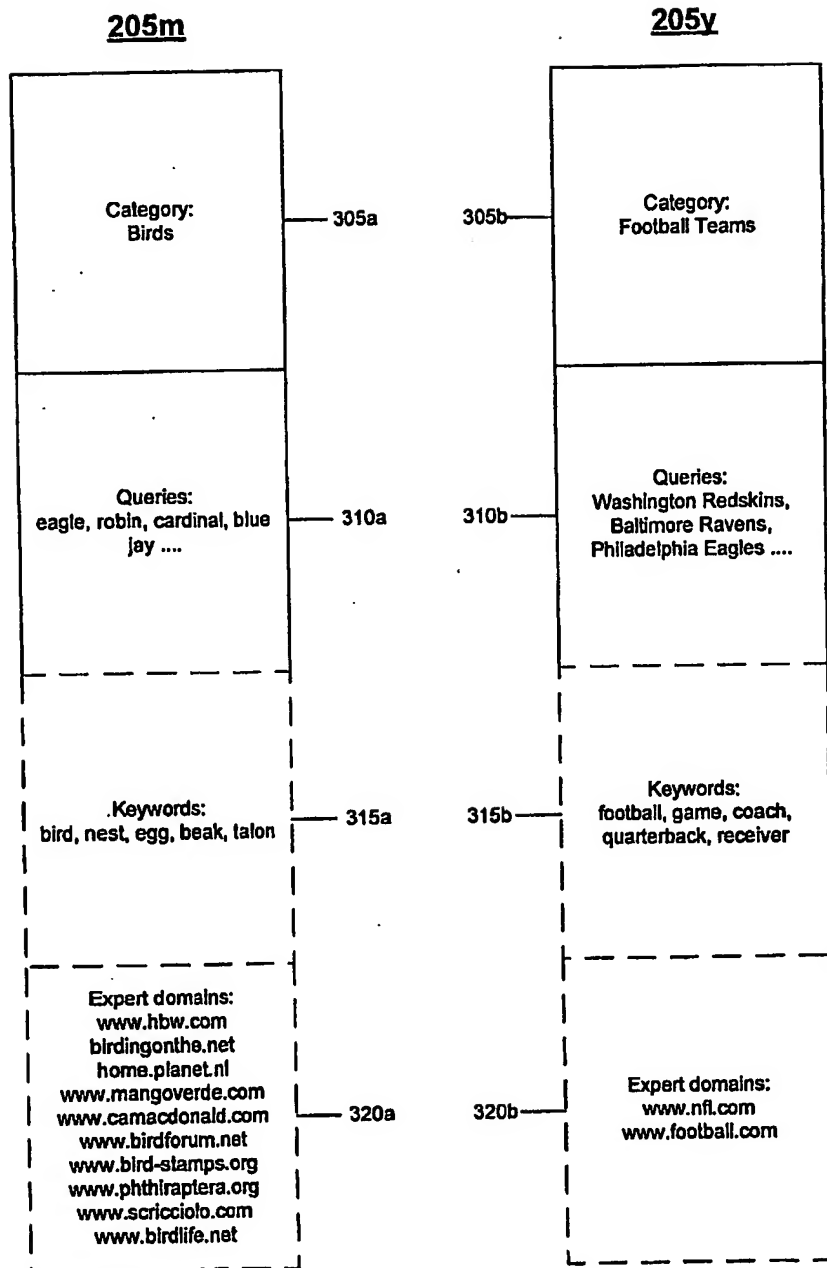 205m
Category:
Birds
305a
Queries:
eagle, robin, cardinal, blue
jay ....
310a
.Keywords:
bird, nest, egg, beak, talon
315a
Expert domains:
www.hbw.com
birdingonthe.net
home.planet.nl
www.mangoverde.com
www.camacdonald.com
www.birdforum.net
www.bird-stamps.org
www.phthiraptera.org
www.scricciolo.com
www.birdlife.net
320a
205y
Category:
Football Teams
305b
Queries:
Washington Redskins,
Baltimore Ravens,
Philadelphia Eagles ....
310b
Keywords:
football, game, coach,
quarterback, receiver
315b
Expert domains:
www.nfl.com
www.football.com
320b